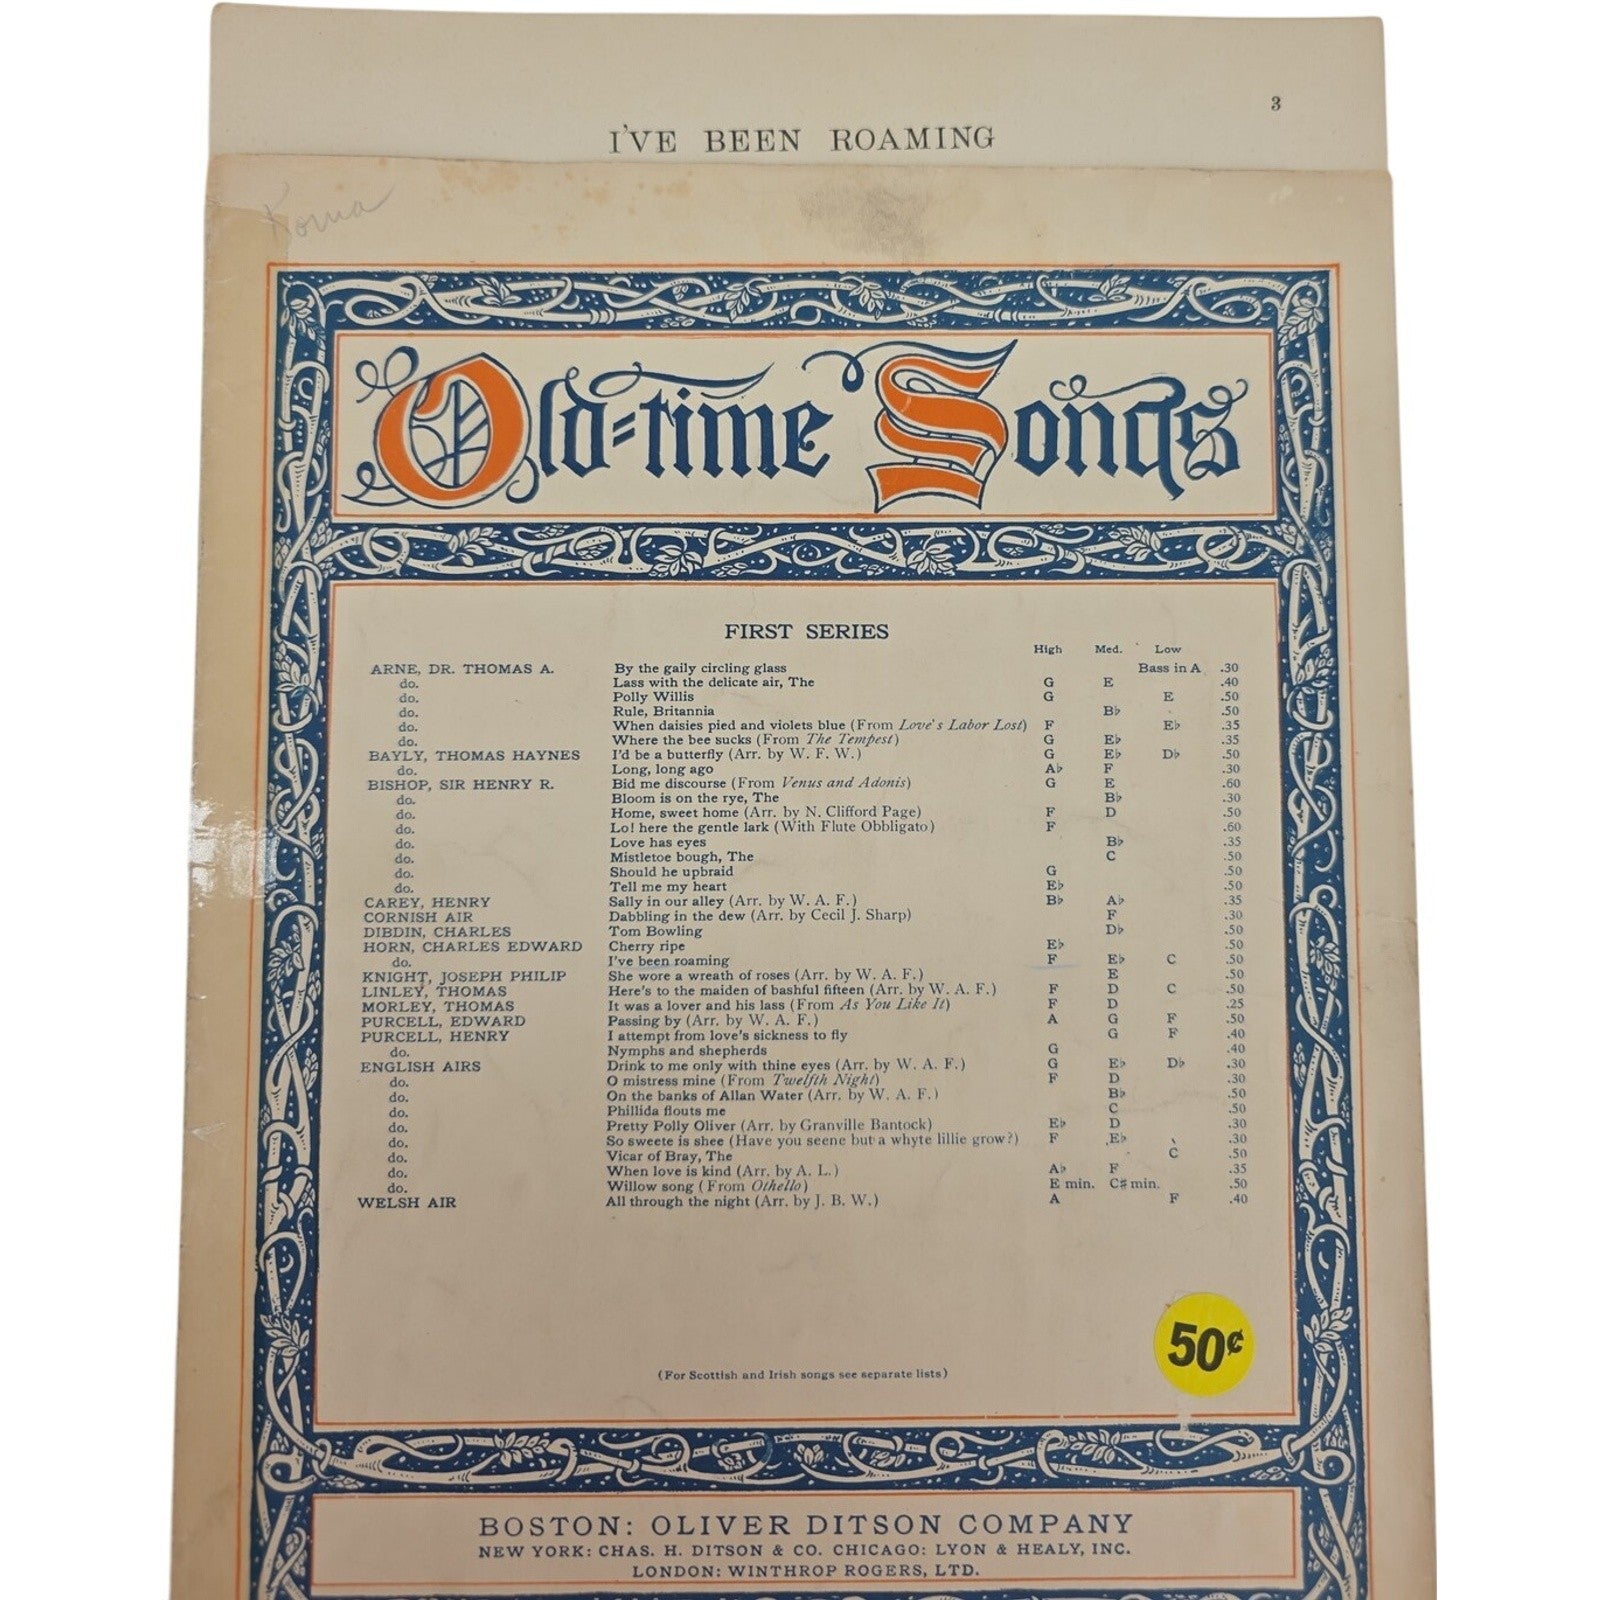 3
I'VE BEEN ROAMING
Roma
Old-time Songs
FIRST SERIES
High Med. Low
ARNE, DR. THOMAS A. By the gaily circling glass Bass in A .30
do. Lass with the delicate air, The G E .40
do. Polly Willis G E .50
do. Rule, Britannia B♭ .50
do. When daisies pied and violets blue (From Love's Labor Lost) F E♭ .35
do. Where the bee sucks (From The Tempest) G E♭ .35
BAYLY, THOMAS HAYNES I'd be a butterfly (Arr. by W. F. W.) G E♭ D♭ .50
do. Long, long ago A♭ F .30
BISHOP, SIR HENRY R. Bid me discourse (From Venus and Adonis) G E .60
do. Bloom is on the rye, The B♭ .30
do. Home, sweet home (Arr. by N. Clifford Page) F D .50
do. Lo! here the gentle lark (With Flute Obbligato) F .60
do. Love has eyes B♭ .35
do. Mistletoe bough, The C .50
do. Should he upbraid G .50
do. Tell me my heart E♭ .50
CAREY, HENRY Sally in our alley (Arr. by W. A. F.) B♭ A♭ .35
CORNISH AIR Dabbling in the dew (Arr. by Cecil J. Sharp) F .30
DIBDIN, CHARLES Tom Bowling D♭ .50
HORN, CHARLES EDWARD Cherry ripe E♭ .50
do. I've been roaming F E♭ C .50
KNIGHT, JOSEPH PHILIP She wore a wreath of roses (Arr. by W. A. F.) E .50
LINLEY, THOMAS Here's to the maiden of bashful fifteen (Arr. by W. A. F.) F D C .50
MORLEY, THOMAS It was a lover and his lass (From As You Like It) F D .25
PURCELL, EDWARD Passing by (Arr. by W. A. F.) A G F .50
PURCELL, HENRY I attempt from love's sickness to fly G F .40
do. Nymphs and shepherds G .40
ENGLISH AIRS Drink to me only with thine eyes (Arr. by W. A. F.) G E♭ D♭ .30
do. O mistress mine (From Twelfth Night) F D .30
do. On the banks of Allan Water (Arr. by W. A. F.) B♭ .50
do. Phillida flouts me C .50
do. Pretty Polly Oliver (Arr. by Granville Bantock) E♭ D .30
do. So sweete is shee (Have you seene but a whyte lillie grow?) F E♭ .30
do. Vicar of Bray, The C .50
do. When love is kind (Arr. by A. L.) A♭ F .35
do. Willow song (From Othello) E min. C♯ min. .50
WELSH AIR All through the night (Arr. by J. B. W.) A F .40
50¢
(For Scottish and Irish songs see separate lists)
BOSTON: OLIVER DITSON COMPANY
NEW YORK: CHAS. H. DITSON & CO. CHICAGO: LYON & HEALY, INC.
LONDON: WINTHROP ROGERS, LTD.